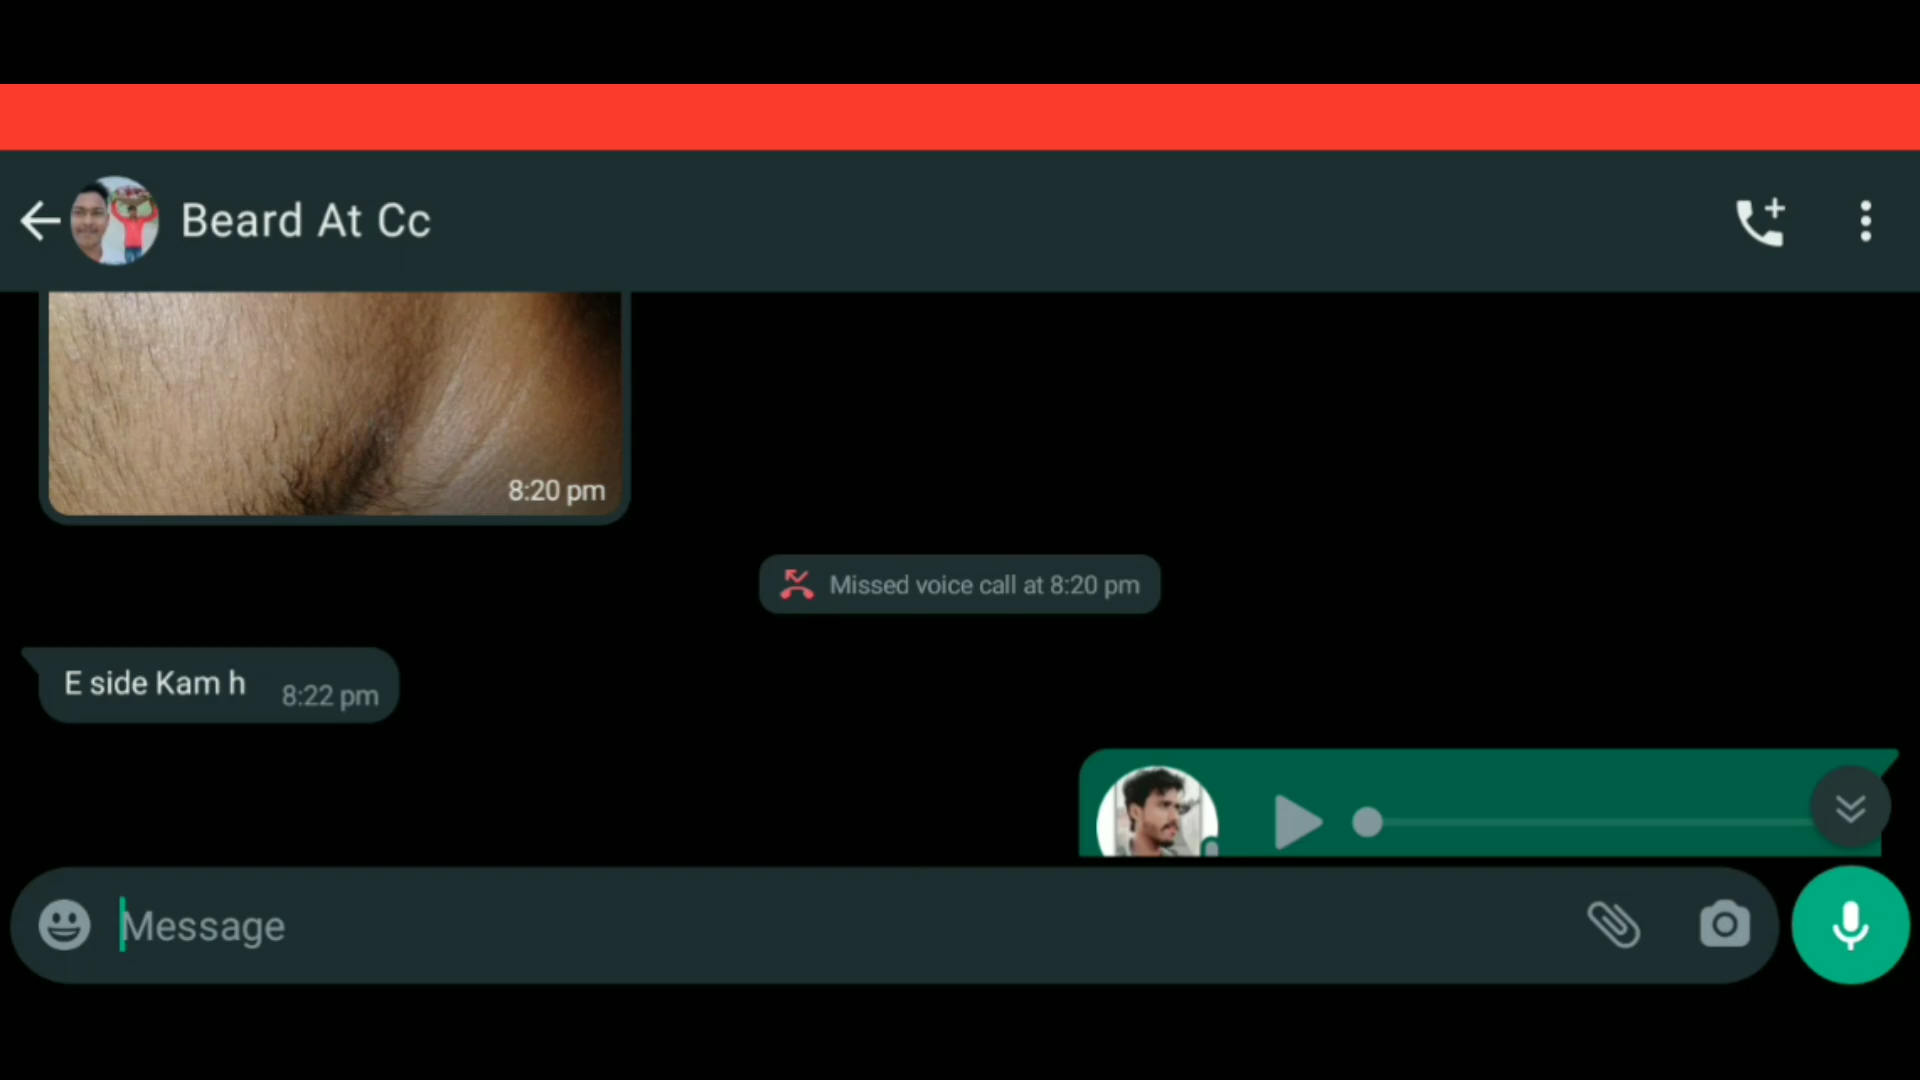 Beard At Cc
8:20 pm
Missed voice call at 8:20 pm
E side Kam h
8:22 pm
Message